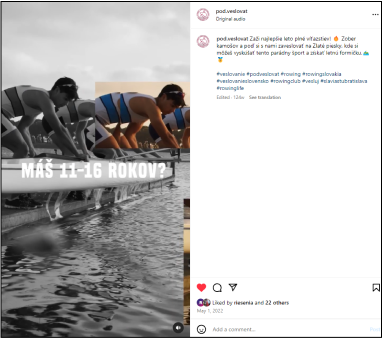 pod.veslovat
Original audio
MÁŠ 11-16 ROKOV?
pod.veslovat Zaži najlepšie leto plné víťazstiev! 🔥 Zober
kamošov a poď si s nami zaveslovať na Zlaté piesky, kde si
môžeš vyskúšať tento parádny šport a získať letnú formičku 🚣
🏅
#veslovanie #podveslovat #rowing #rowingslovakia
#veslovanieslovensko #rowingclub #vesluj #slaviastubratislava
#rowinglife
Edited · 124w See translation
Liked by riesenia and 22 others
May 1, 2022
Add a comment...